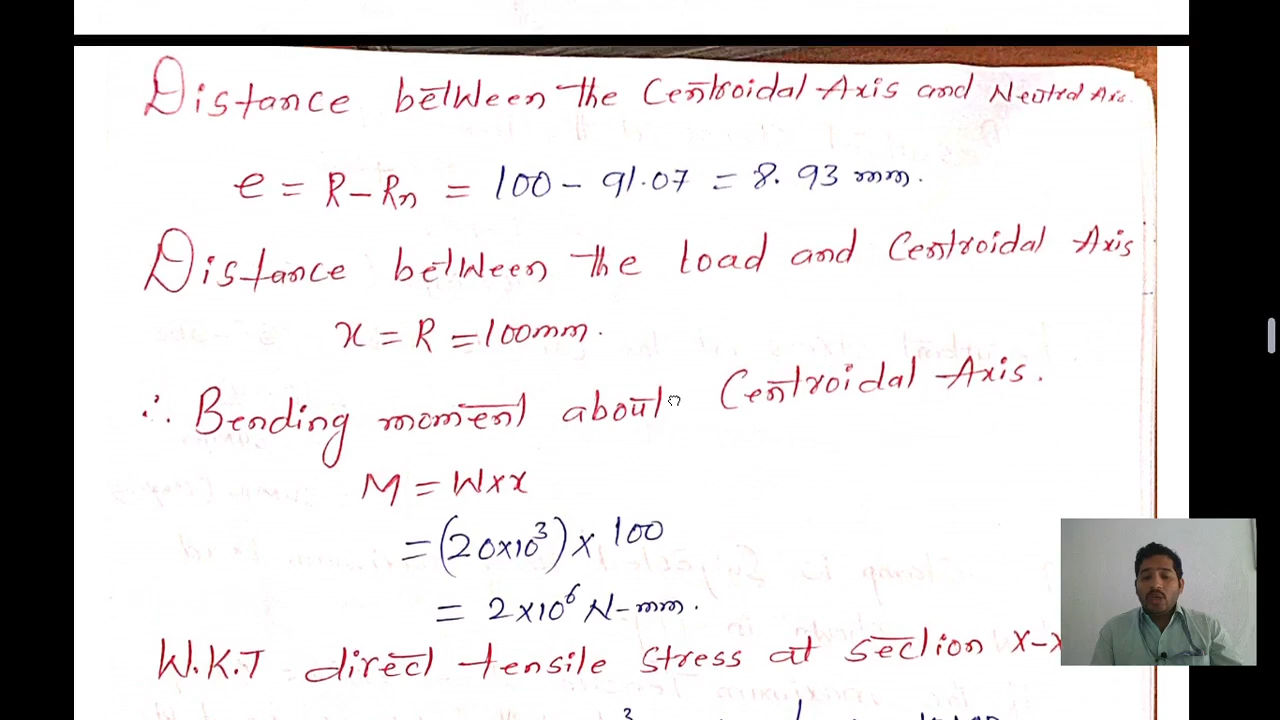 Distance between the Centroidal Axis and Neutral Axis.
e = R - Rn = 100 - 91.07 = 8.93 mm.
Distance between the load and Centroidal Axis
x = R = 100mm.
∴ Bending moment about Centroidal Axis.
M = W×x
= (20×10³) × 100
= 2×10⁶ N-mm.
W.K.T direct tensile stress at section X-X